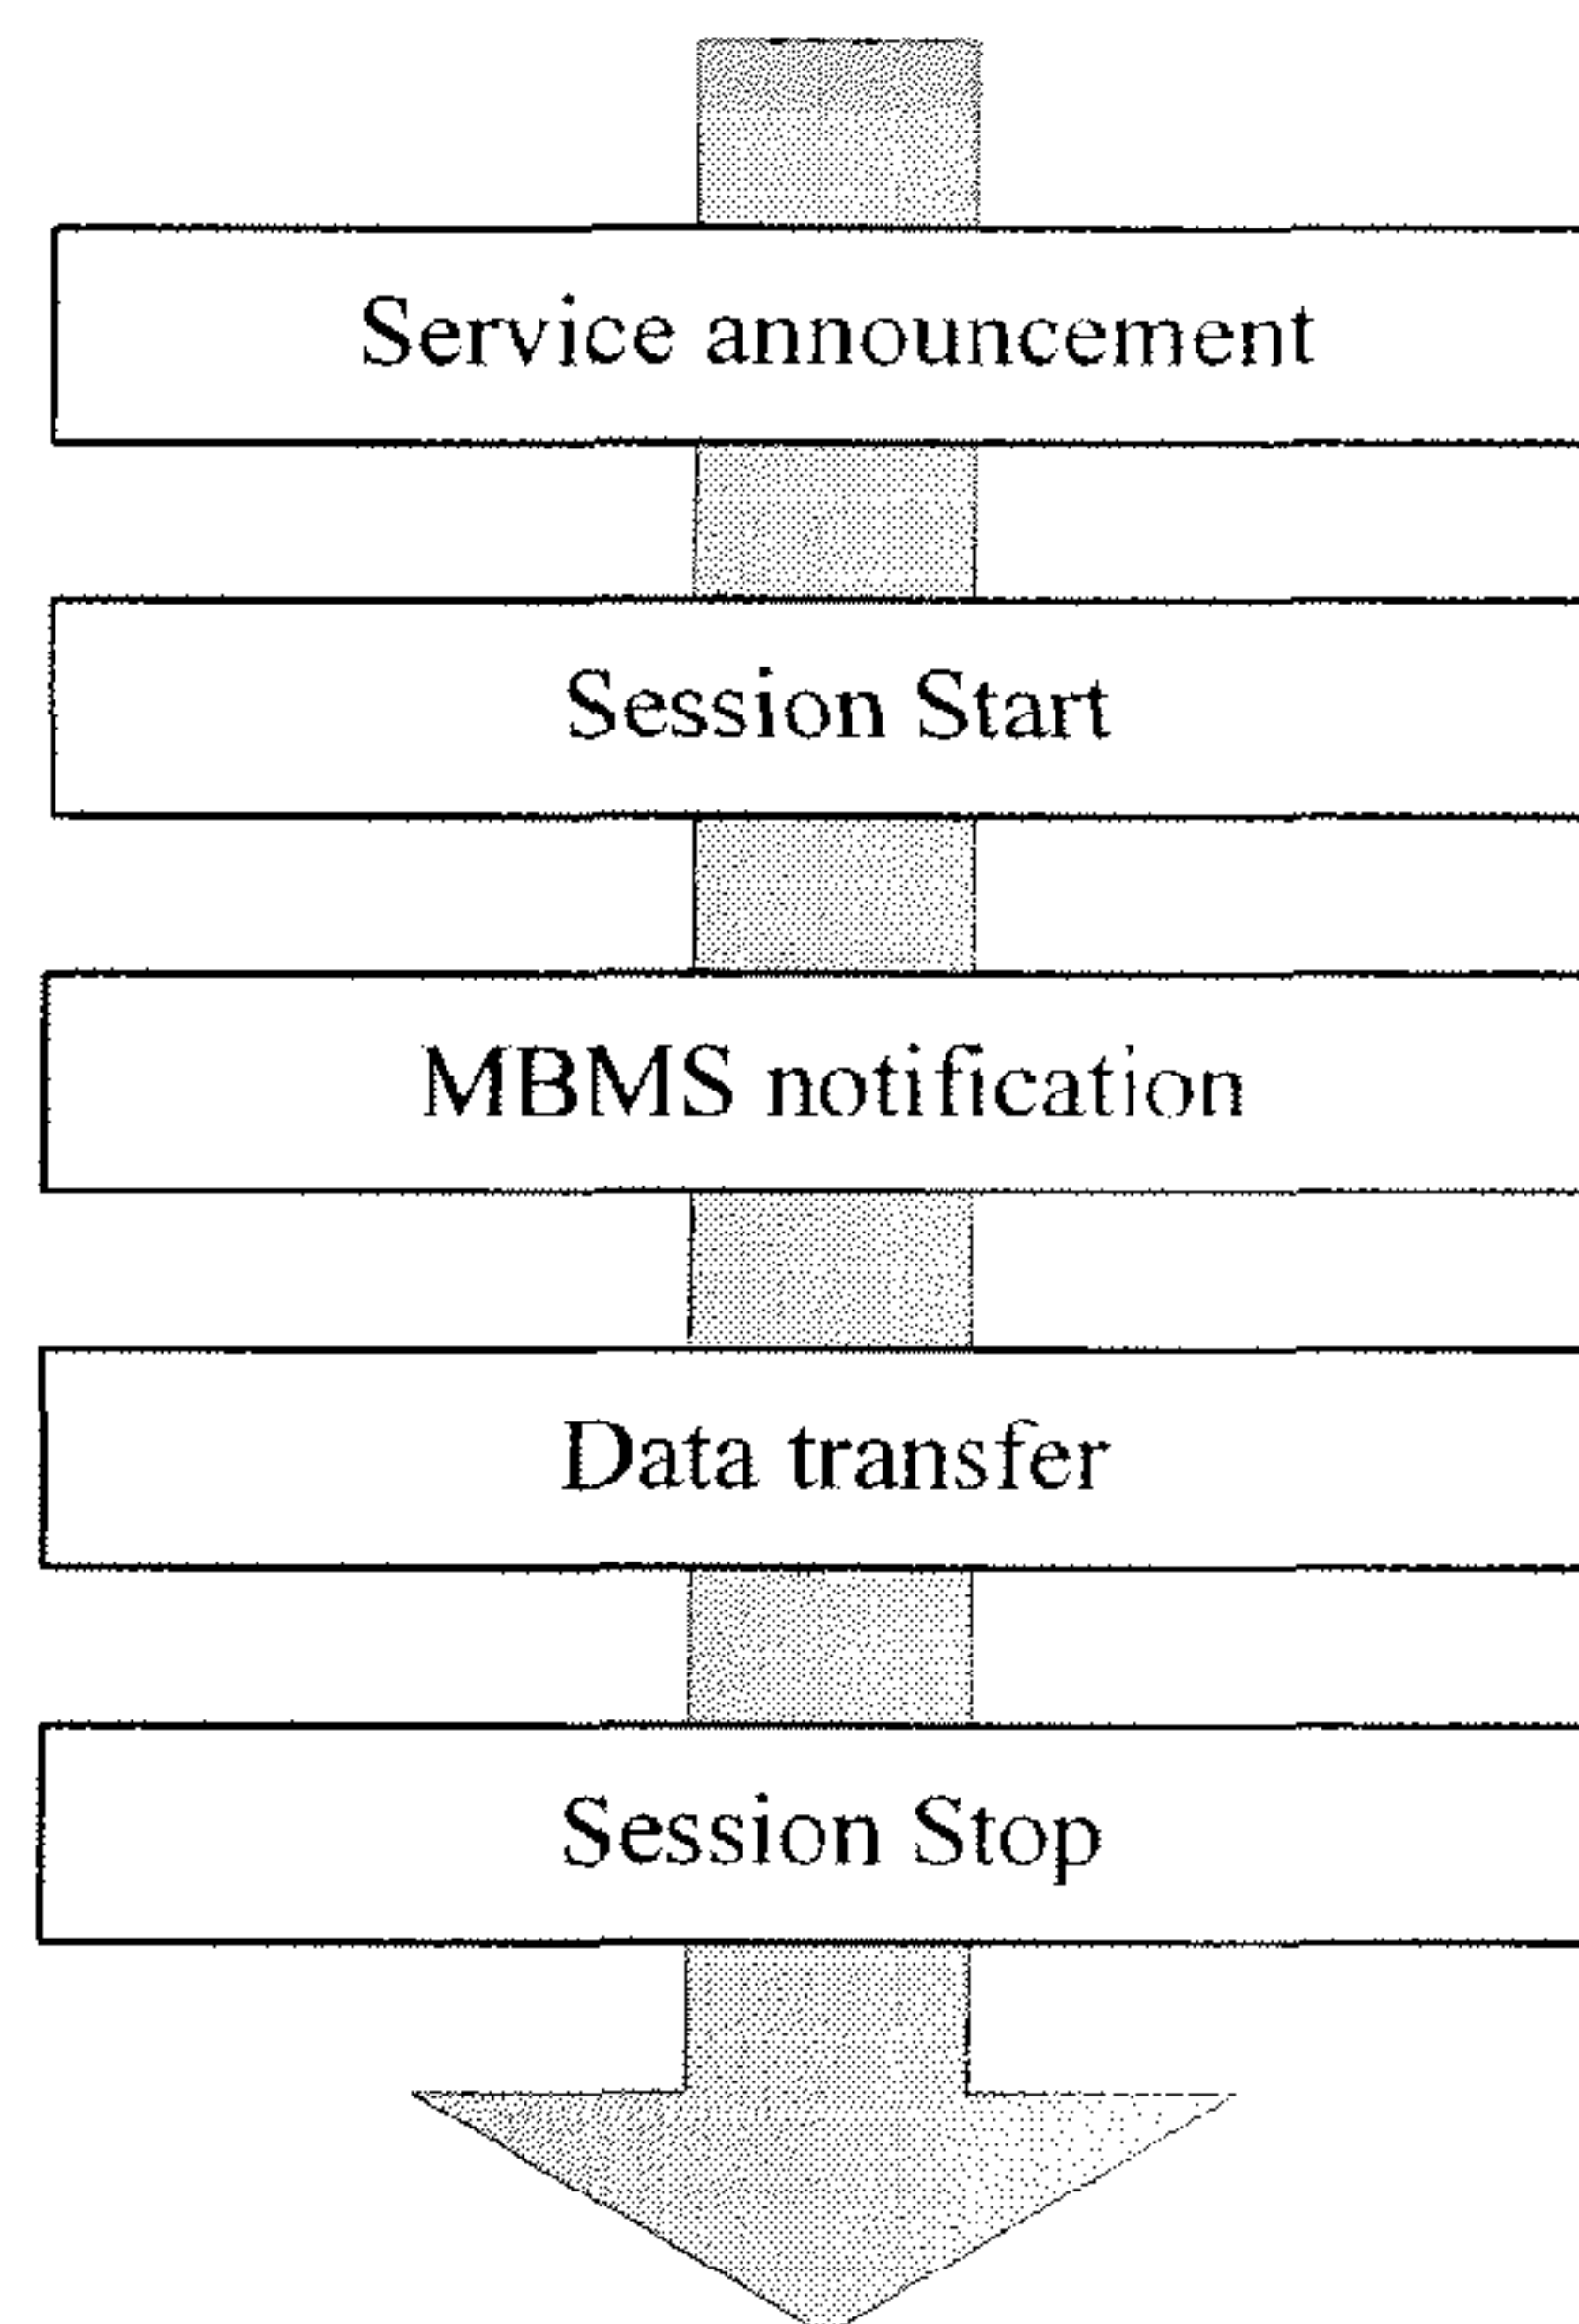 Service announcement
Session Start
MBMS notification
Data transfer
Session Stop